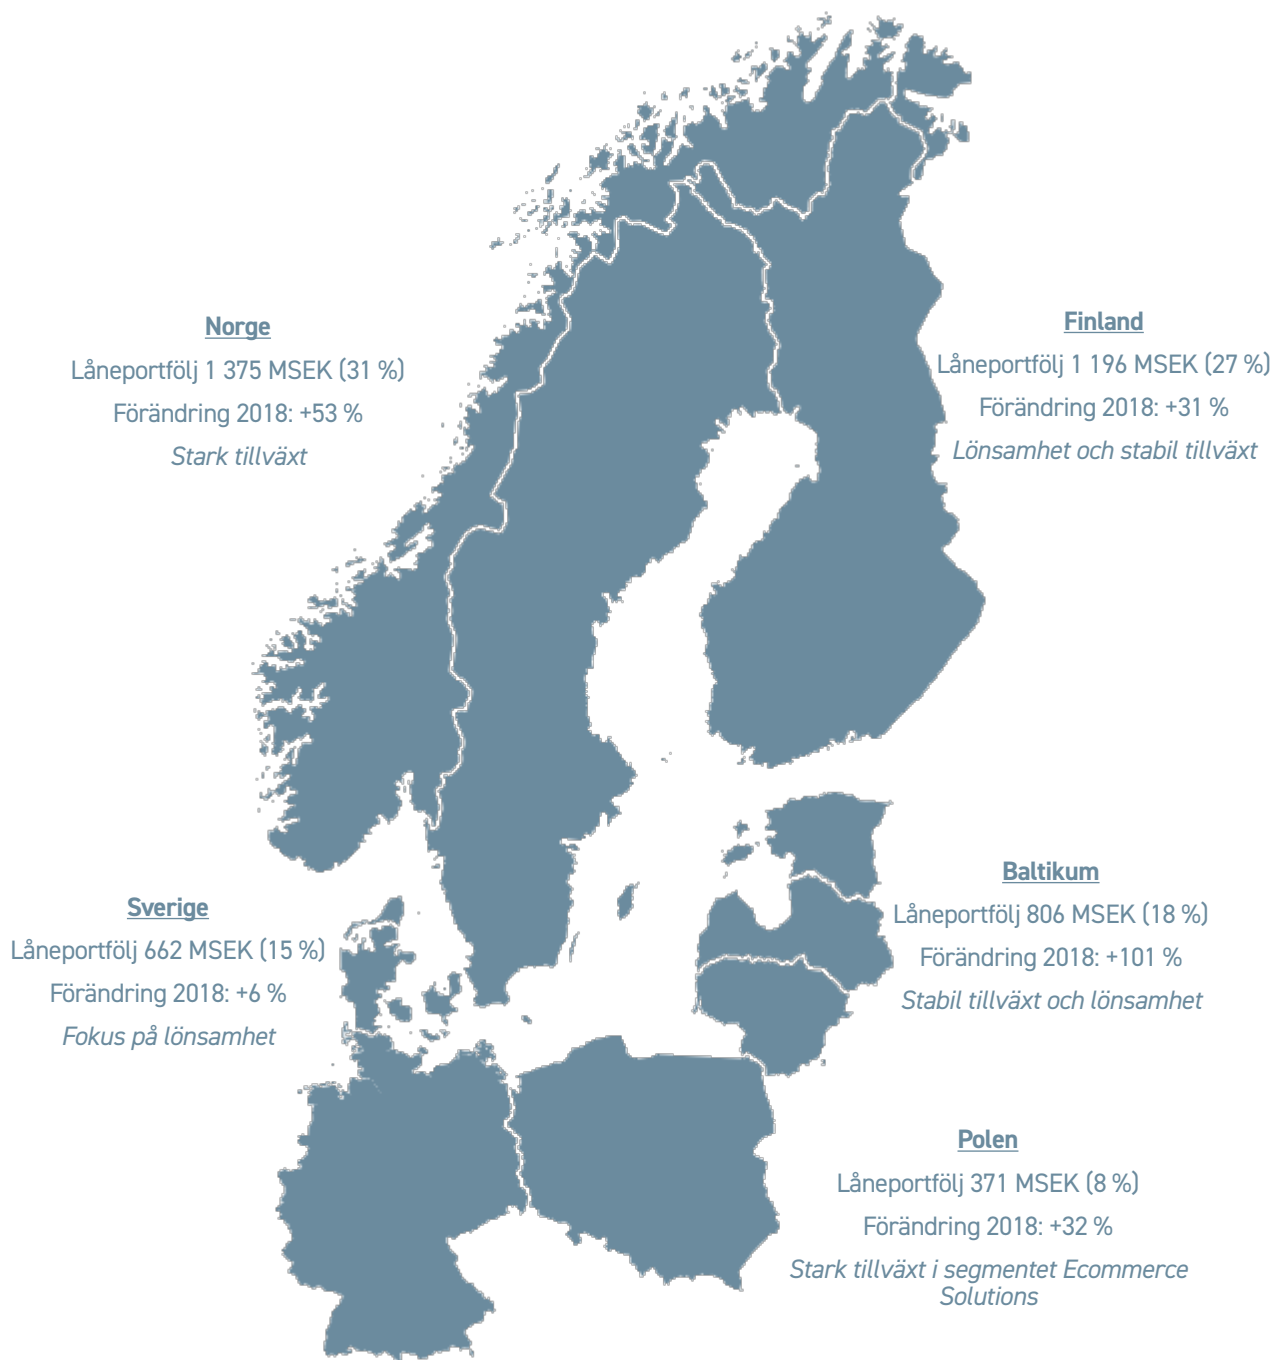 Norge
Låneportfölj 1 375 MSEK (31 %)
Förändring 2018: +53 %
Stark tillväxt
Finland
Låneportfölj 1 196 MSEK (27 %)
Förändring 2018: +31 %
Lönsamhet och stabil tillväxt
Sverige
Låneportfölj 662 MSEK (15 %)
Förändring 2018: +6 %
Fokus på lönsamhet
Baltikum
Låneportfölj 806 MSEK (18 %)
Förändring 2018: +101 %
Stabil tillväxt och lönsamhet
Polen
Låneportfölj 371 MSEK (8 %)
Förändring 2018: +32 %
Stark tillväxt i segmentet Ecommerce
Solutions